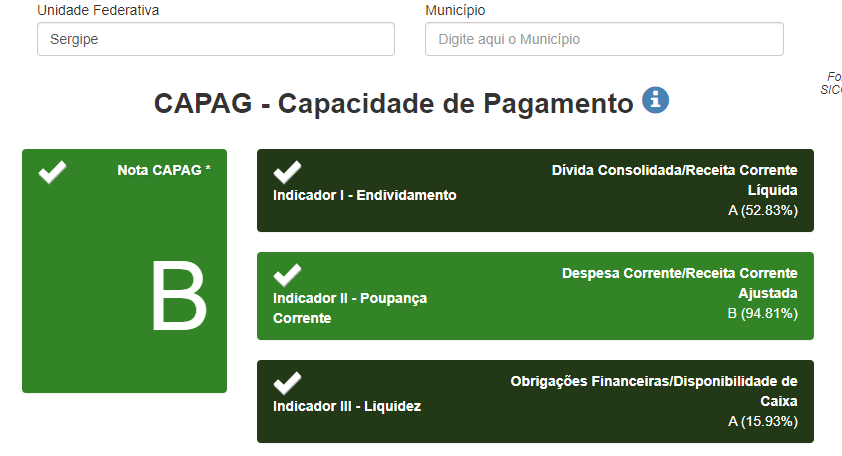 Unidade Federativa
Município
Sergipe
Digite aqui o Município
CAPAG - Capacidade de Pagamento
Nota CAPAG *
B
Indicador I - Endividamento
Dívida Consolidada/Receita Corrente
Líquida
A (52.83%)
Indicador II - Poupança
Corrente
Despesa Corrente/Receita Corrente
Ajustada
B (94.81%)
Indicador III - Liquidez
Obrigações Financeiras/Disponibilidade de
Caixa
A (15.93%)